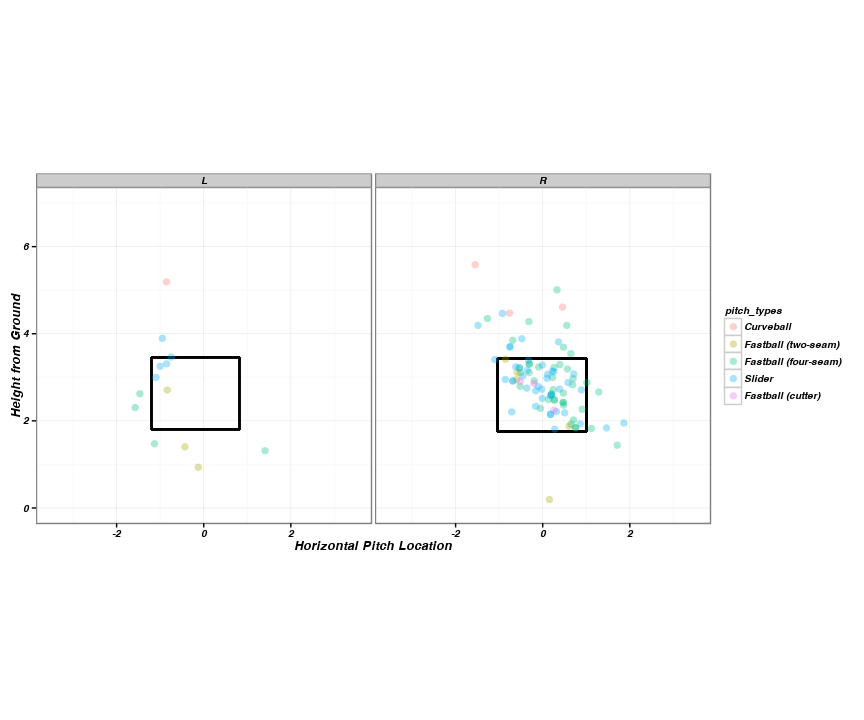 L
R
6
4
2
0
-2
0
2
-2
0
2
Height from Ground
Horizontal Pitch Location
pitch_types
Curveball
Fastball (two-seam)
Fastball (four-seam)
Slider
Fastball (cutter)